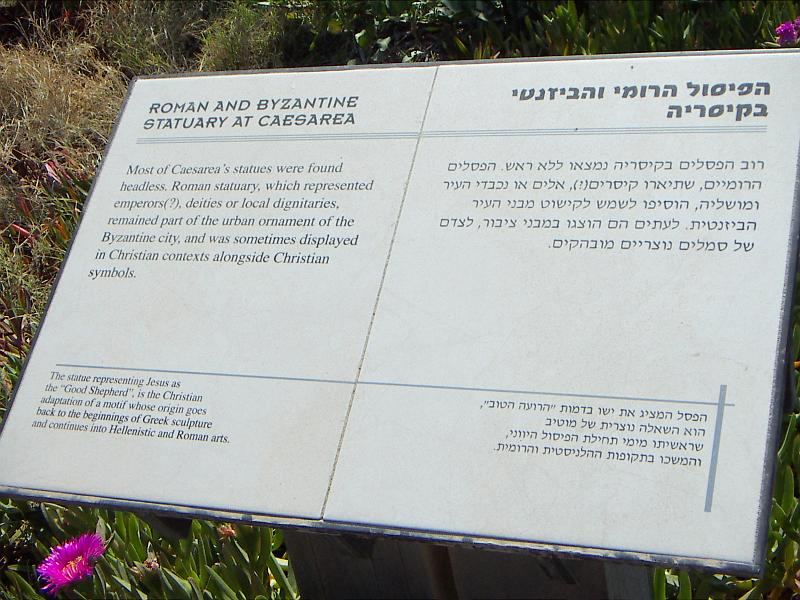 ROMAN AND BYZANTINE
STATUARY AT CAESAREA
Most of Caesarea's statues were found
headless. Roman statuary, which represented
emperors(?), deities or local dignitaries,
remained part of the urban ornament of the
Byzantine city, and was sometimes displayed
in Christian contexts alongside Christian
symbols.
The statue representing Jesus as
the "Good Shepherd", is the Christian
adaptation of a motif whose origin goes
back to the beginnings of Greek sculpture
and continues into Hellenistic and Roman arts.
הפיסול הרומי והביזנטי
בקיסריה
רוב הפסלים בקיסריה נמצאו ללא ראש. הפסלים
הרומיים, שתיארו קיסרים(?), אלים או נכבדי העיר
ומושליה, הוסיפו לשמש לקישוט מבני העיר
הביזנטית. לעתים הם הוצגו במבני ציבור, לצדם
של סמלים נוצריים מובהקים.
הפסל המציג את ישו בדמות "הרועה הטוב",
הוא השאלה נוצרית של מוטיב
שראשיתו מימי תחילת הפיסול היווני,
והמשכו בתקופות ההלניסטית והרומית.